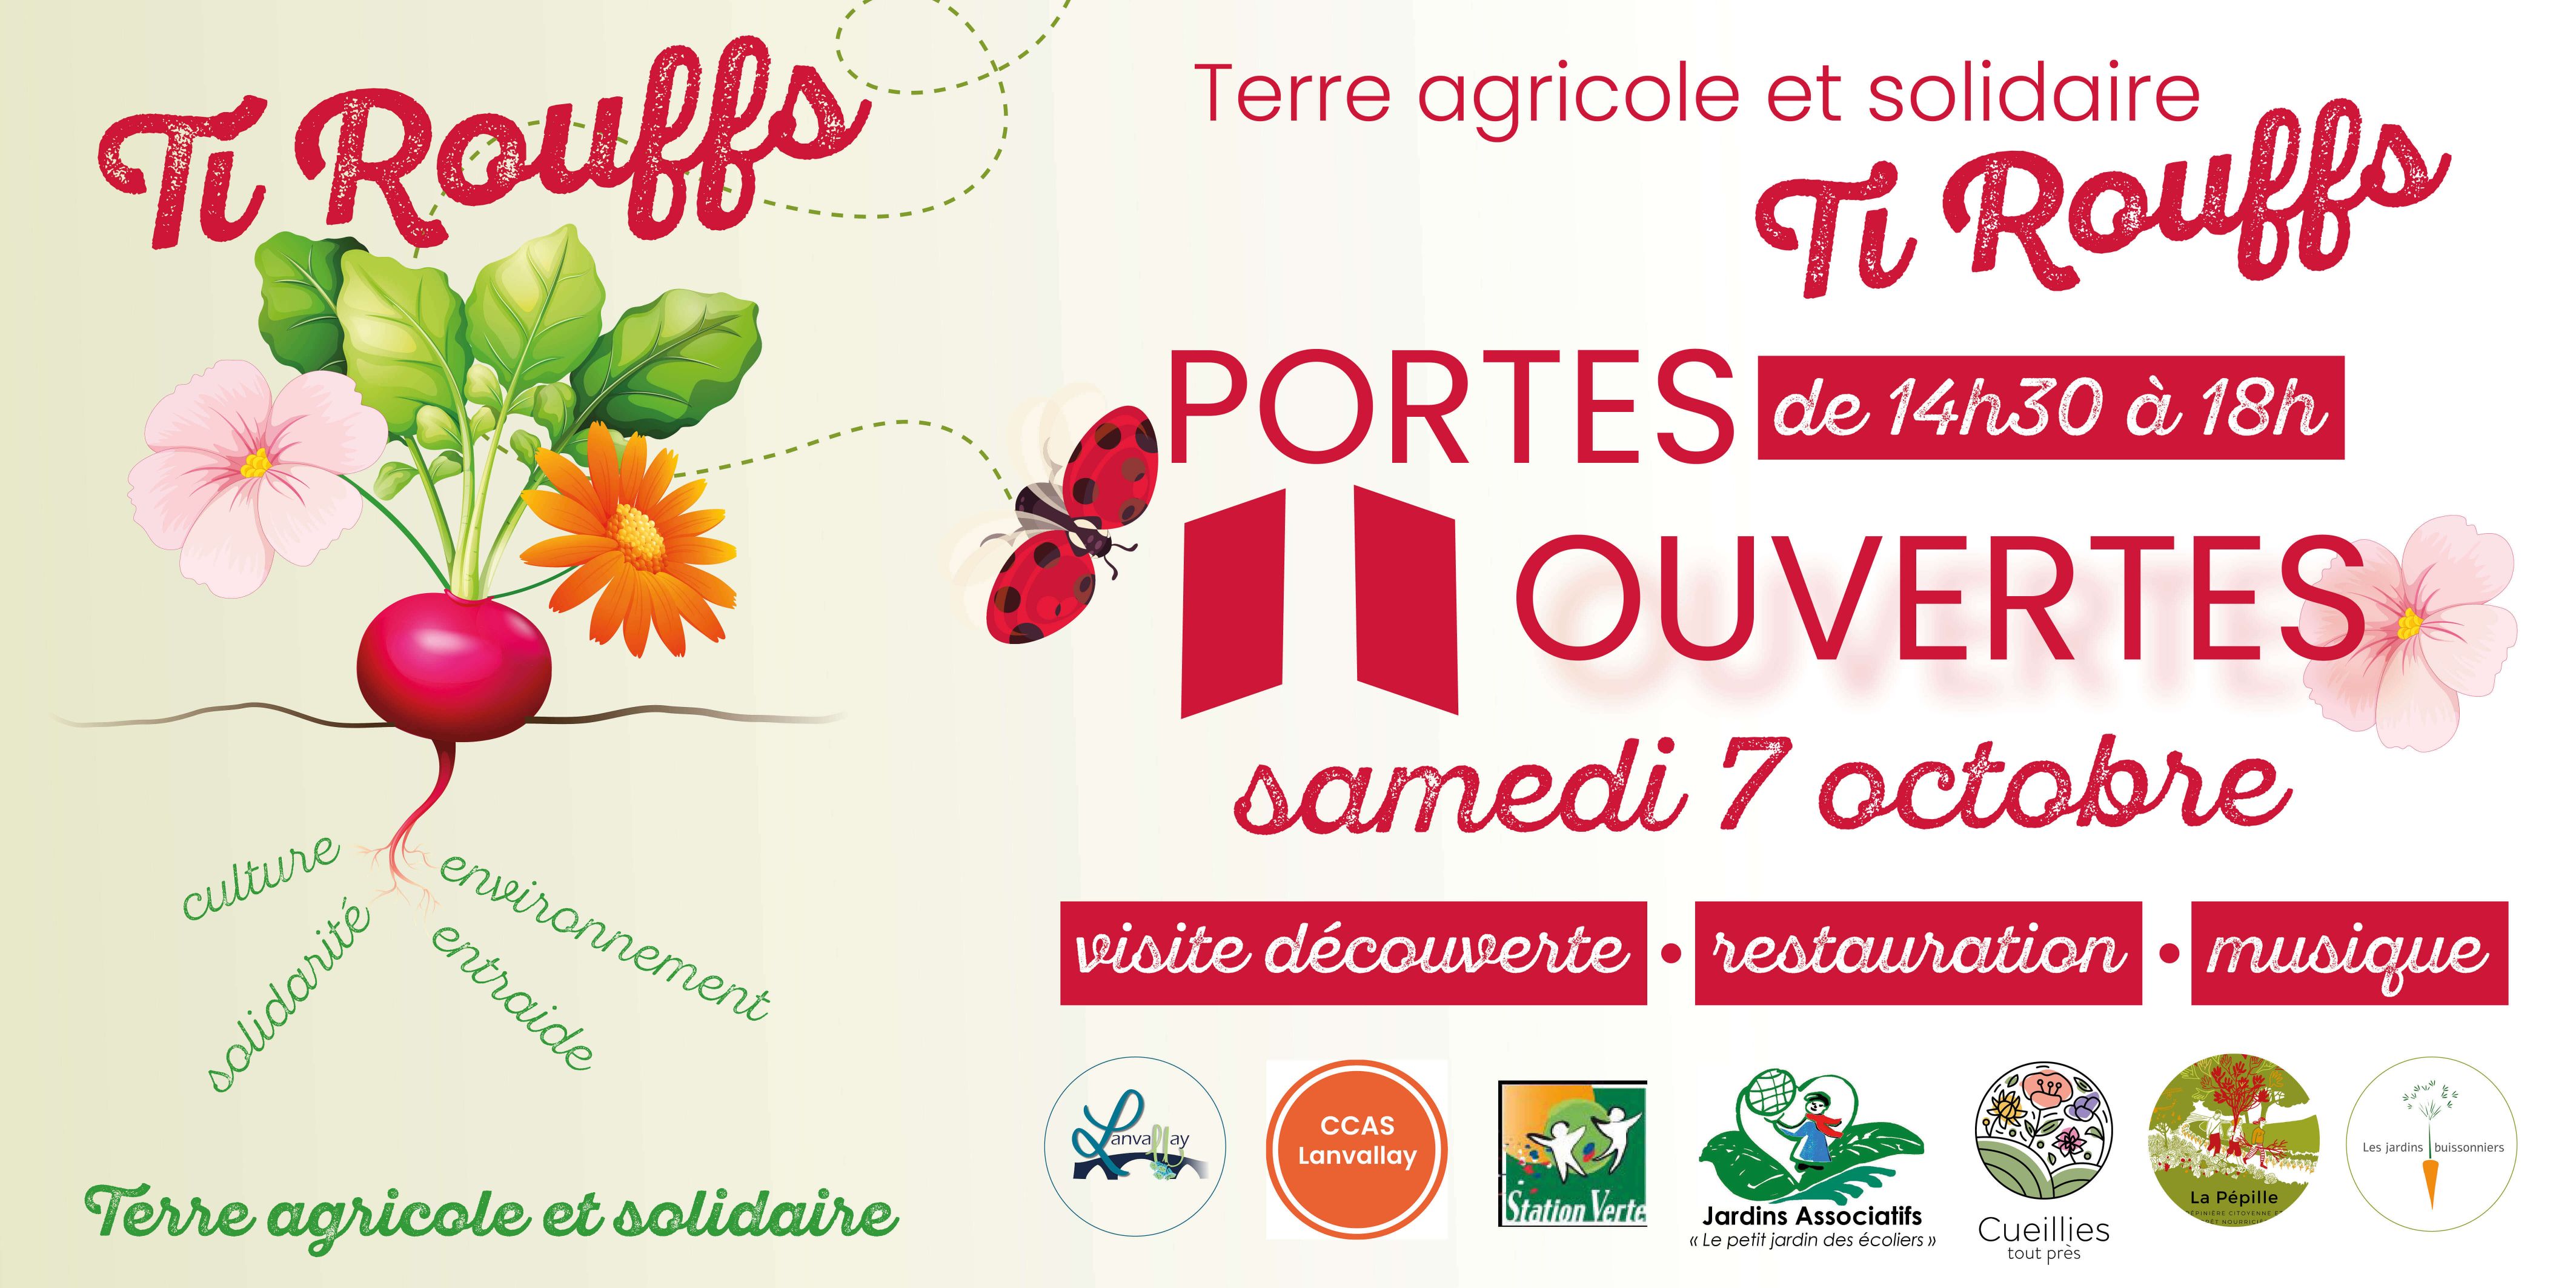 Ti Rouffs
culture
environnement
solidarité
entraide
Terre agricole et solidaire
Terre agricole et solidaire
Ti Rouffs
PORTES
de 14h30 à 18h
OUVERTES
samedi 7 octobre
visite découverte • restauration • musique
Lanvallay
CCAS
Lanvallay
Station Verte
Jardins Associatifs
« Le petit jardin des écoliers »
Cueillies
tout près
La Pépille
Les jardins buissonniers